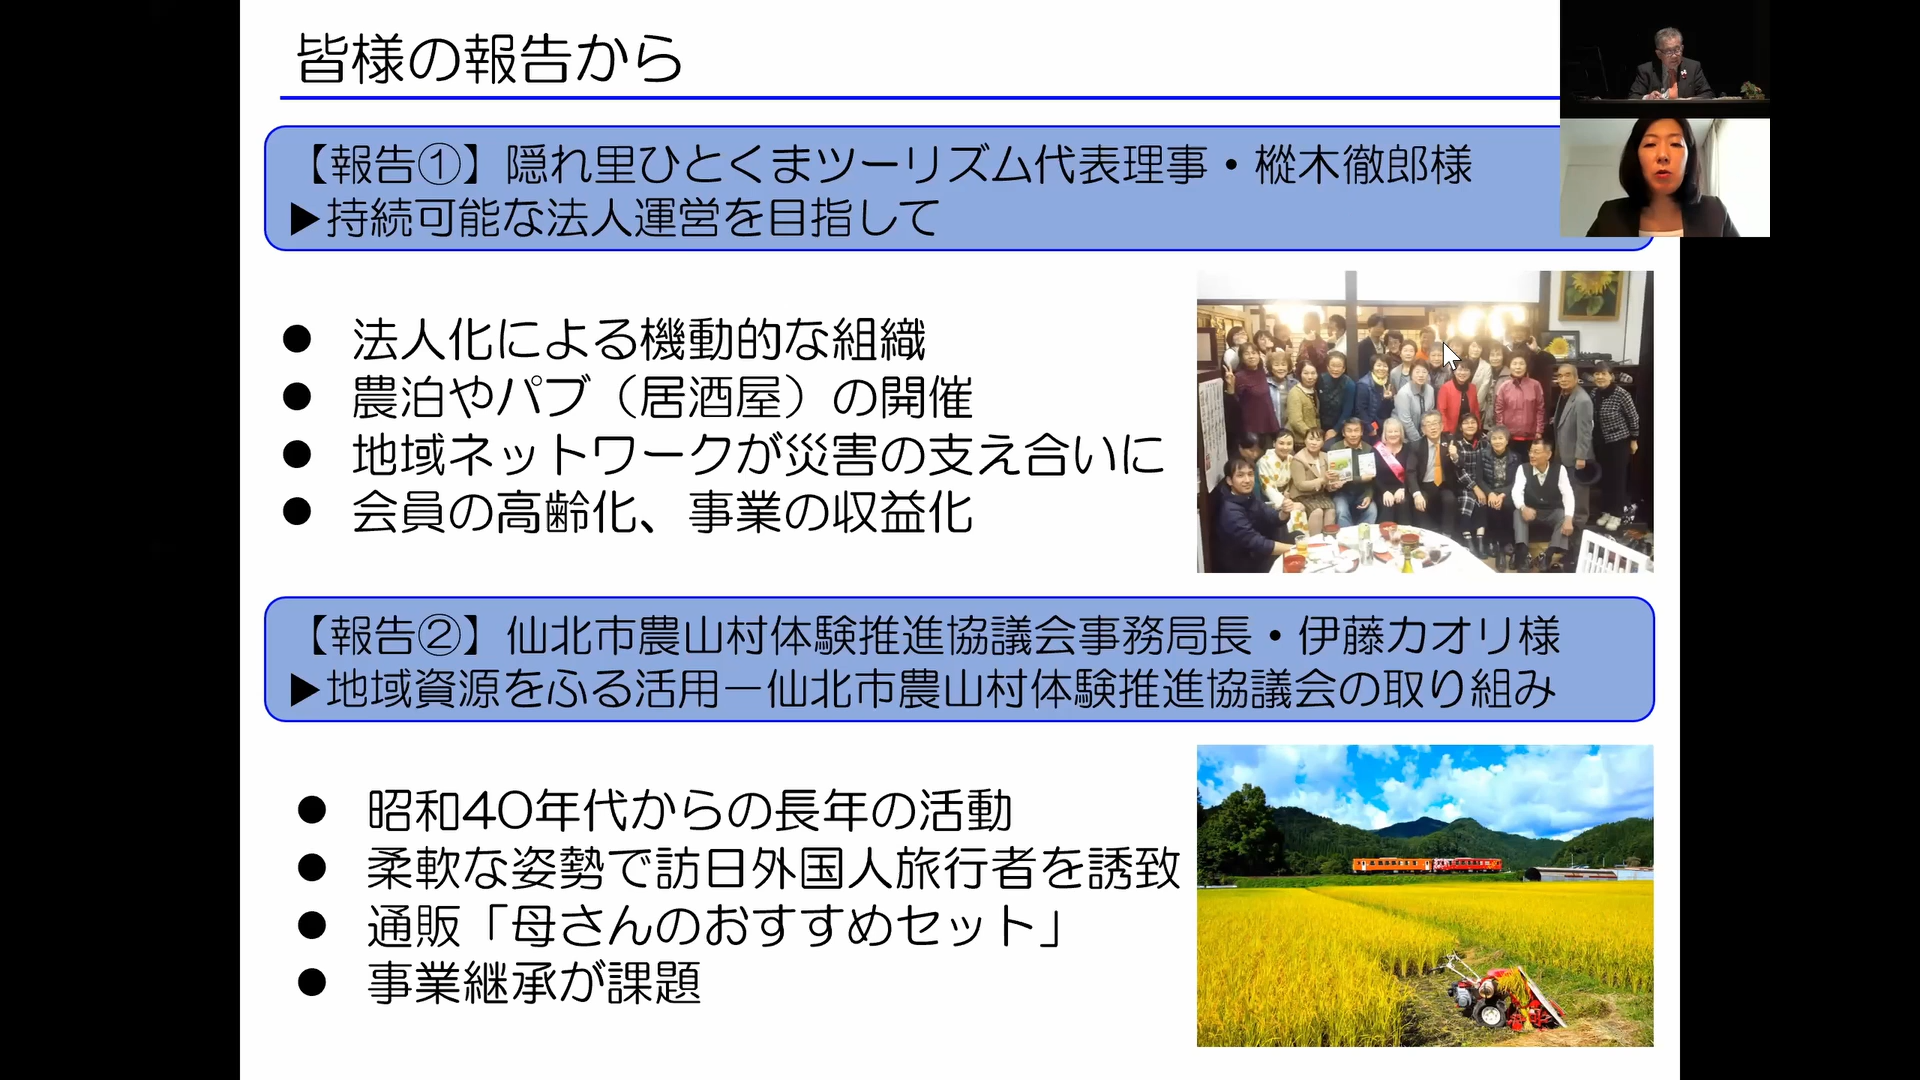 皆様の報告から
【報告①】隠れ里ひとくまツーリズム代表理事・樅木徹郎様
▶持続可能な法人運営を目指して
● 法人化による機動的な組織
● 農泊やパブ（居酒屋）の開催
● 地域ネットワークが災害の支え合いに
● 会員の高齢化、事業の収益化
【報告②】仙北市農山村体験推進協議会事務局長・伊藤カオリ様
▶地域資源をふる活用－仙北市農山村体験推進協議会の取り組み
● 昭和40年代からの長年の活動
● 柔軟な姿勢で訪日外国人旅行者を誘致
● 通販「母さんのおすすめセット」
● 事業継承が課題